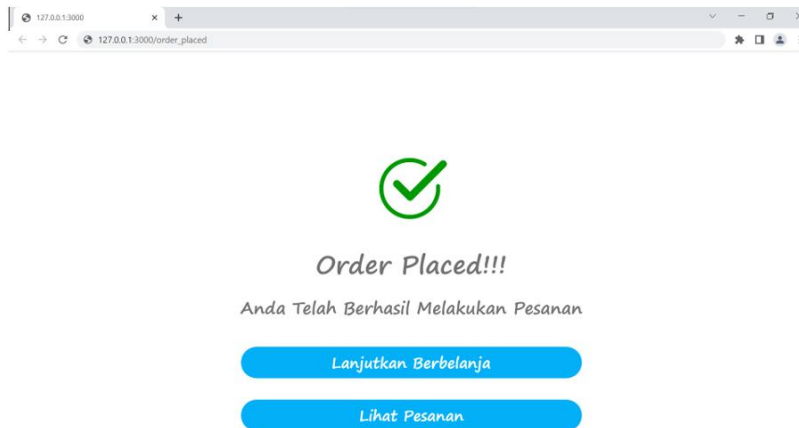 127.0.0.1:3000
127.0.0.1:3000/order_placed
Order Placed!!!
Anda Telah Berhasil Melakukan Pesanan
Lanjutkan Berbelanja
Lihat Pesanan